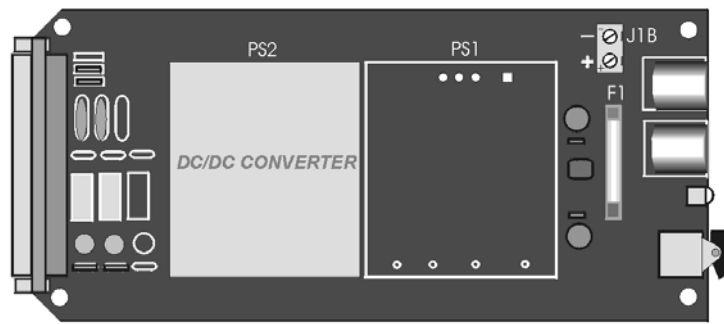 PS2
PS1
− J1B
+
F1
DC/DC CONVERTER